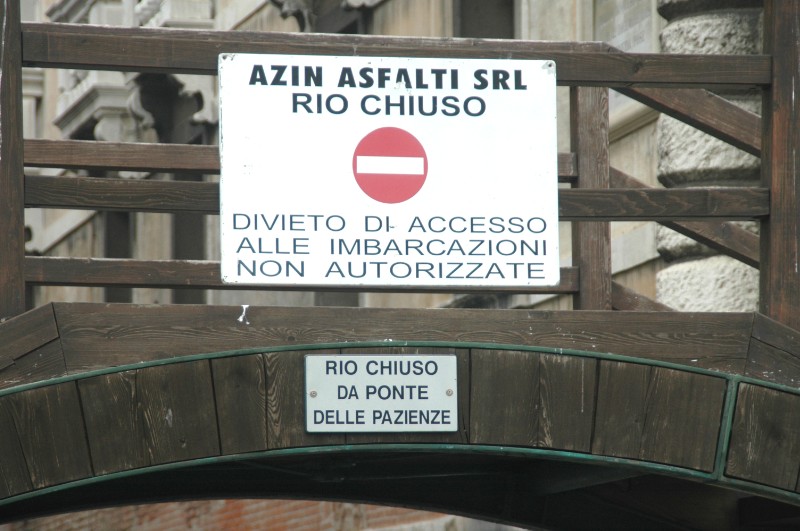 AZIN ASFALTI SRL
RIO CHIUSO
DIVIETO DI ACCESSO
ALLE IMBARCAZIONI
NON AUTORIZZATE
RIO CHIUSO
DA PONTE
DELLE PAZIENZE